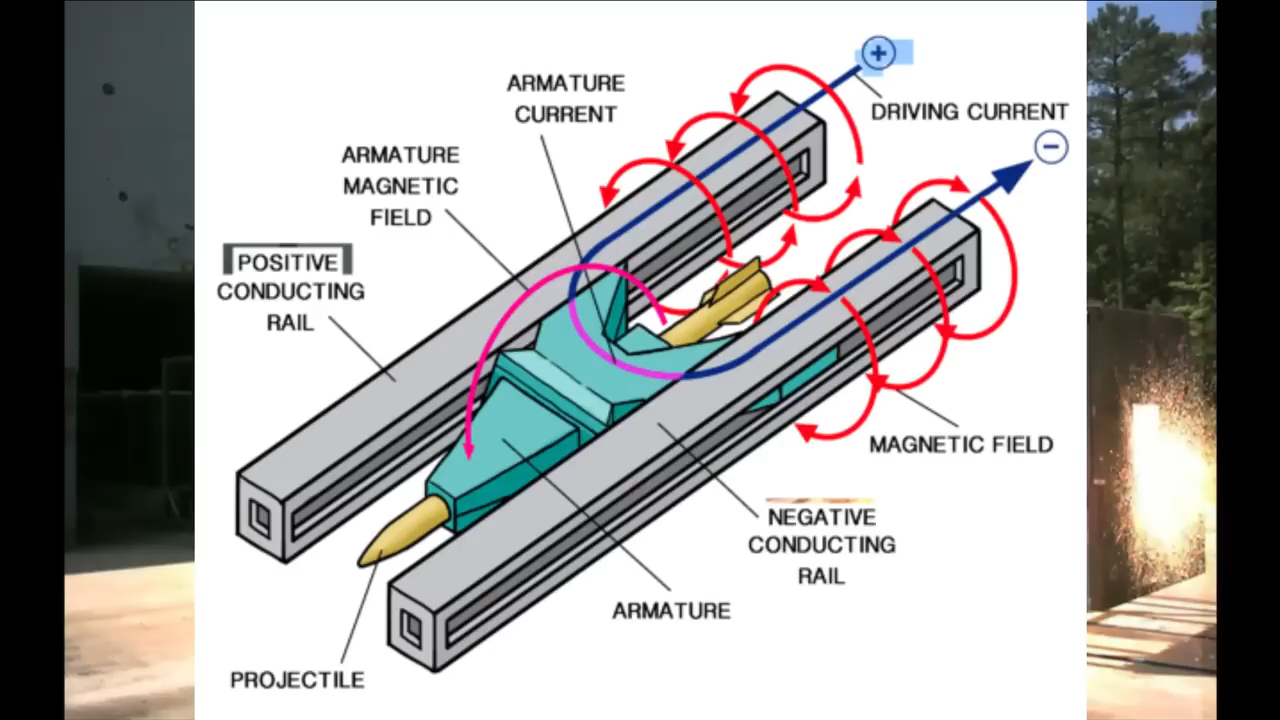 +
DRIVING CURRENT
−
ARMATURE
CURRENT
ARMATURE
MAGNETIC
FIELD
POSITIVE
CONDUCTING
RAIL
MAGNETIC FIELD
NEGATIVE
CONDUCTING
RAIL
ARMATURE
PROJECTILE